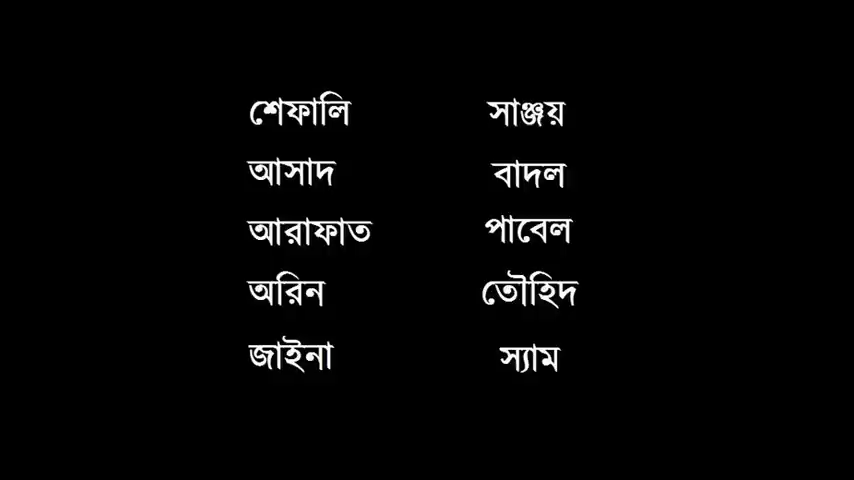 শেফালি সাঞ্জয়
আসাদ বাদল
আরাফাত পাবেল
অরিন তৌহিদ
জাইনা স্যাম